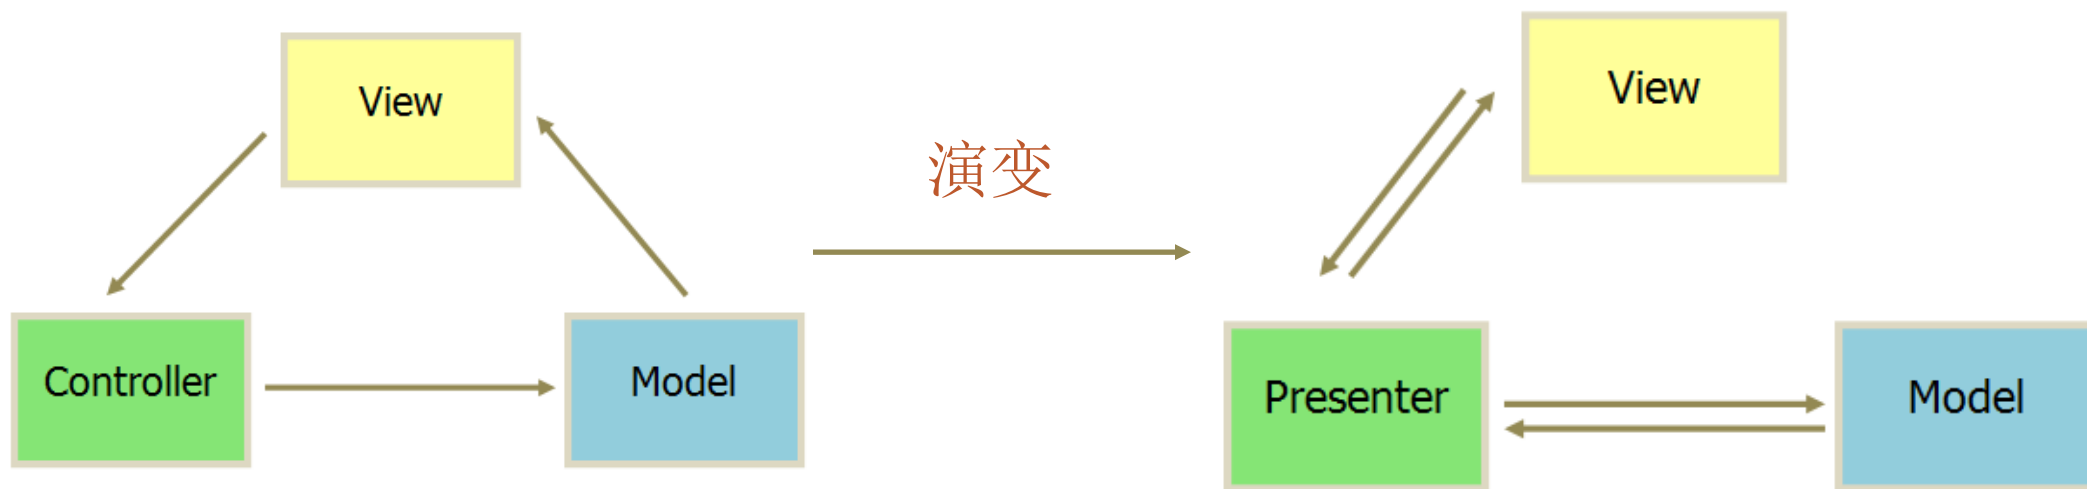 View
Controller
Model
演变
View
Presenter
Model